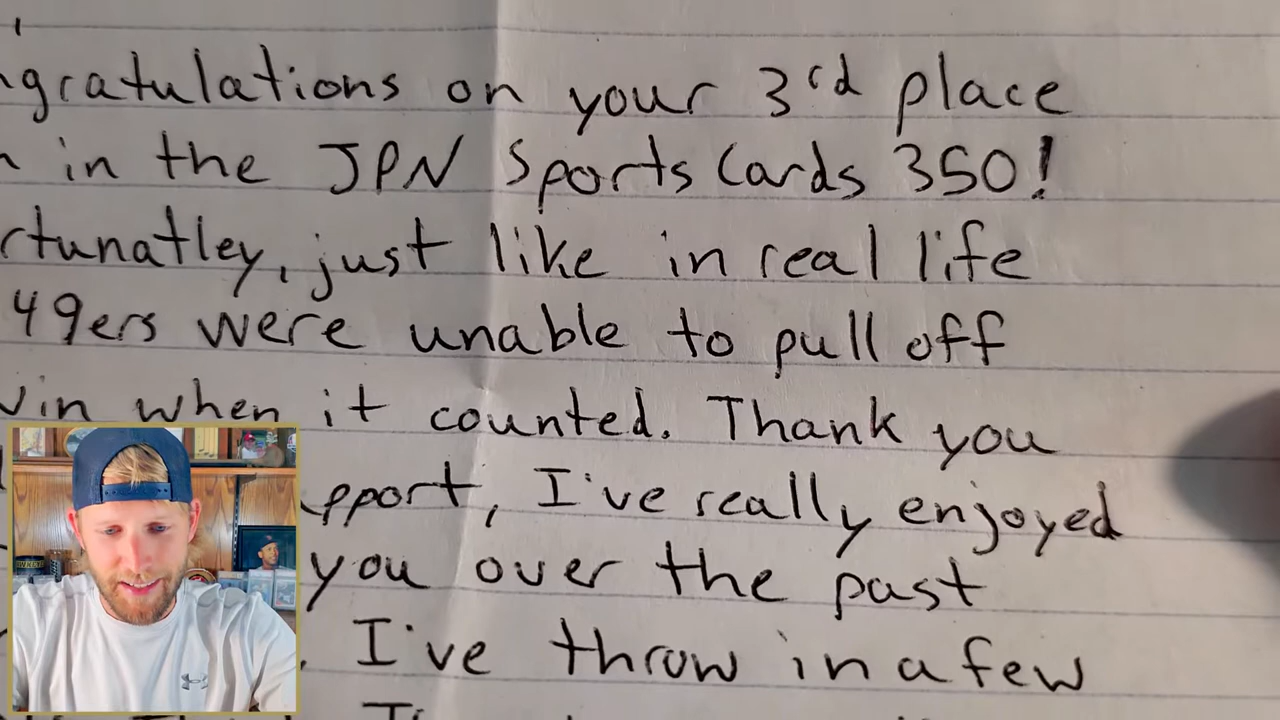 ngratulations on your 3rd place
in the JPN Sports Cards 350!
rtunatley, just like in real life
49ers were unable to pull off
when it counted. Thank you
pport, I've really enjoyed
you over the past
. I've throw in a few